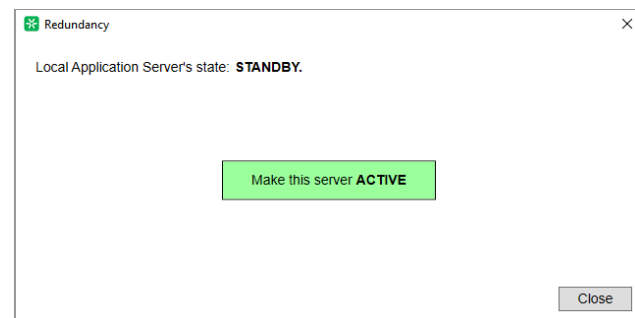 Redundancy
Local Application Server's state: STANDBY.
Make this server ACTIVE
Close